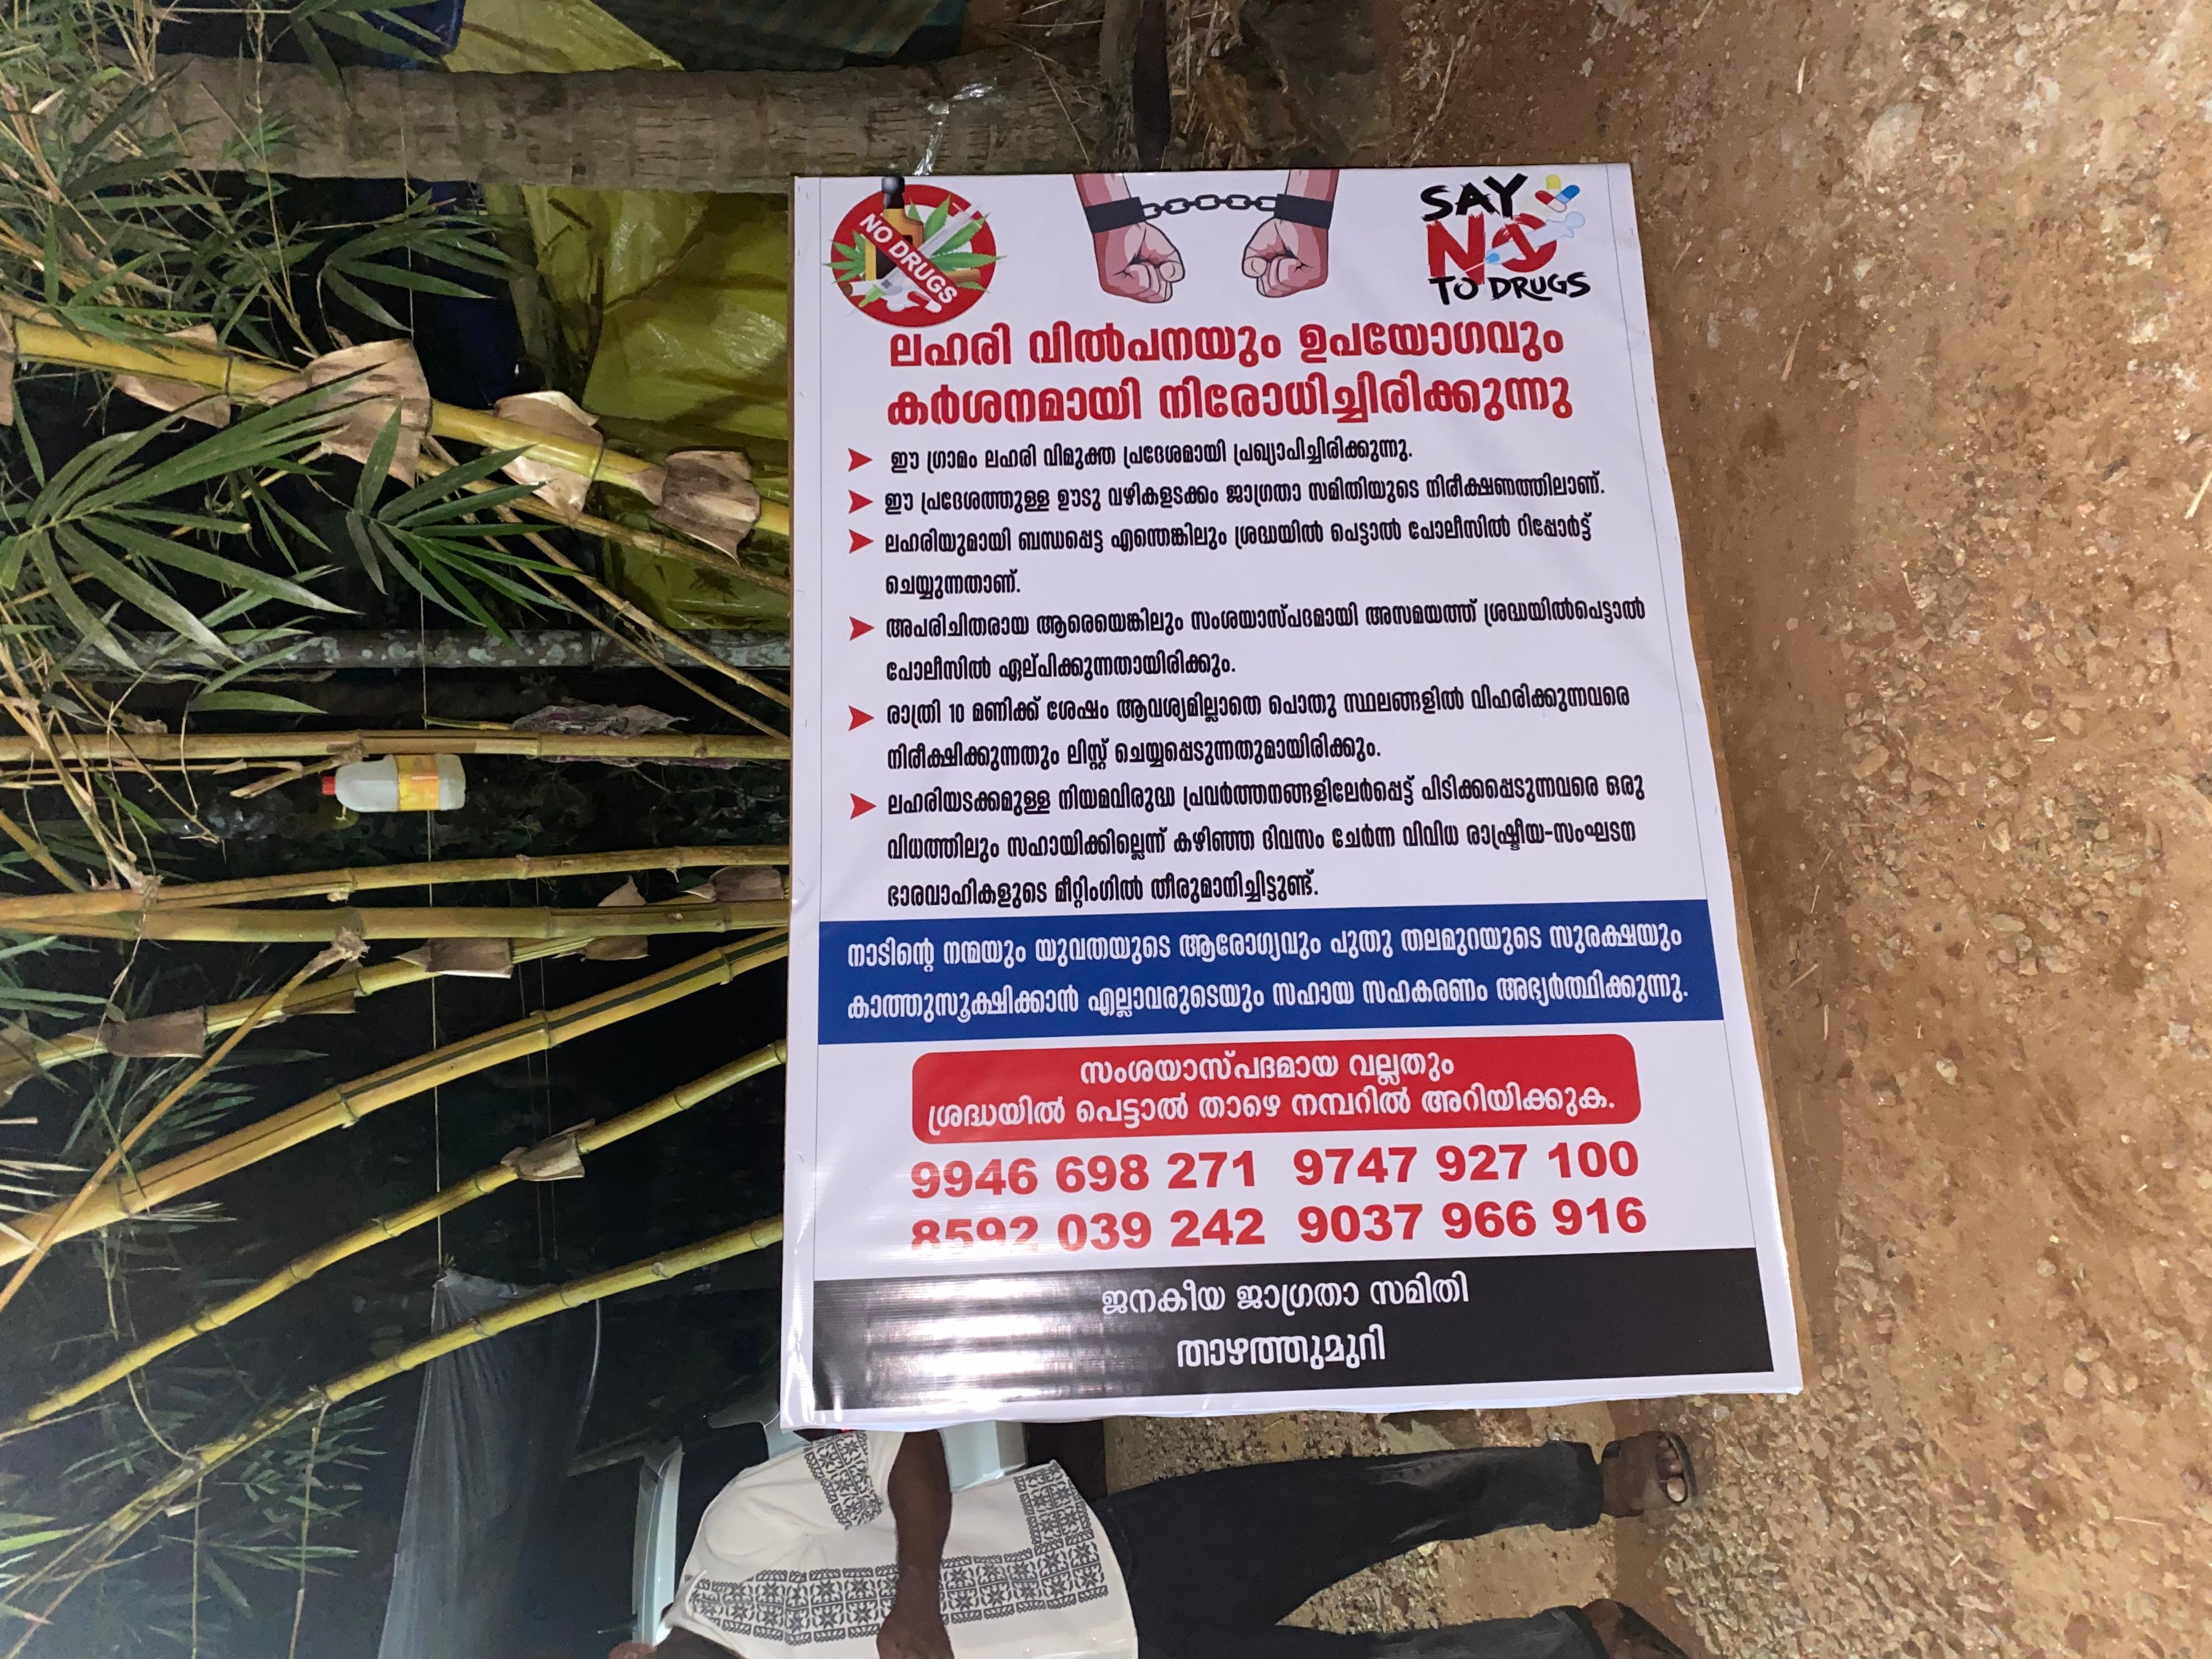 NO DRUGS
SAY
NO
TO DRUGS
ലഹരി വിൽപനയും ഉപയോഗവും
കർശനമായി നിരോധിച്ചിരിക്കുന്നു
ഈ ഗ്രാമം ലഹരി വിമുക്ത പ്രദേശമായി പ്രഖ്യാപിച്ചിരിക്കുന്നു.
ഈ പ്രദേശത്തുള്ള ഊടു വഴികളടക്കം ജാഗ്രതാ സമിതിയുടെ നിരീക്ഷണത്തിലാണ്.
ലഹരിയുമായി ബന്ധപ്പെട്ട എന്തെങ്കിലും ശ്രദ്ധയിൽ പെട്ടാൽ പോലീസിൽ റിപ്പോർട്ട്
ചെയ്യുന്നതാണ്.
അപരിചിതരായ ആരെയെങ്കിലും സംശയാസ്പദമായി അസമയത്ത് ശ്രദ്ധയിൽപെട്ടാൽ
പോലീസിൽ ഏല്പിക്കുന്നതായിരിക്കും.
രാത്രി 10 മണിക്ക് ശേഷം ആവശ്യമില്ലാതെ പൊതു സ്ഥലങ്ങളിൽ വിഹരിക്കുന്നവരെ
നിരീക്ഷിക്കുന്നതും ലിസ്റ്റ് ചെയ്യപ്പെടുന്നതുമായിരിക്കും.
ലഹരിയടക്കമുള്ള നിയമവിരുദ്ധ പ്രവർത്തനങ്ങളിലേർപ്പെട്ട് പിടിക്കപ്പെടുന്നവരെ ഒരു
വിധത്തിലും സഹായിക്കില്ലെന്ന് കഴിഞ്ഞ ദിവസം ചേർന്ന വിവിധ രാഷ്ട്രീയ-സംഘടന
ഭാരവാഹികളുടെ മീറ്റിംഗിൽ തീരുമാനിച്ചിട്ടുണ്ട്.
നാടിന്റെ നന്മയും യുവതയുടെ ആരോഗ്യവും പുതു തലമുറയുടെ സുരക്ഷയും
കാത്തുസൂക്ഷിക്കാൻ എല്ലാവരുടെയും സഹായ സഹകരണം അഭ്യർത്ഥിക്കുന്നു.
സംശയാസ്പദമായ വല്ലതും
ശ്രദ്ധയിൽ പെട്ടാൽ താഴെ നമ്പറിൽ അറിയിക്കുക.
9946 698 271 9747 927 100
8592 039 242 9037 966 916
ജനകീയ ജാഗ്രതാ സമിതി
താഴത്തുമുറി